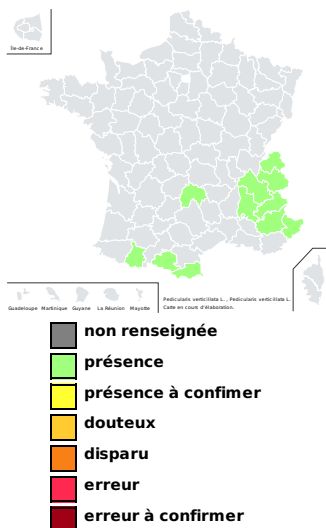 Île-de-France
Guadeloupe Martinique Guyane La Réunion Mayotte
Pedicularis verticillata L. , Pedicularis verticillata L.
Carte en cours d'élaboration.
non renseignée
présence
présence à confimer
douteux
disparu
erreur
erreur à confirmer